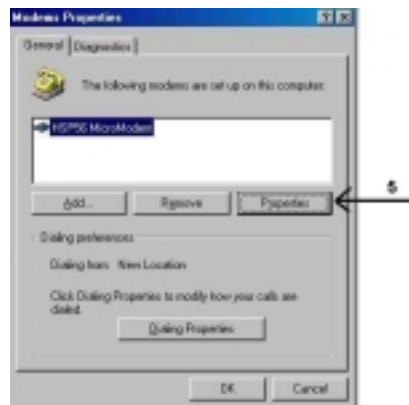 Modems Properties
General Diagnostics
The following modems are set up on this computer:
HSP56 MicroModem
Add... Remove Properties
5
Dialing preferences
Dialing from: New Location
Click Dialing Properties to modify how your calls are
dialed.
Dialing Properties
OK Cancel